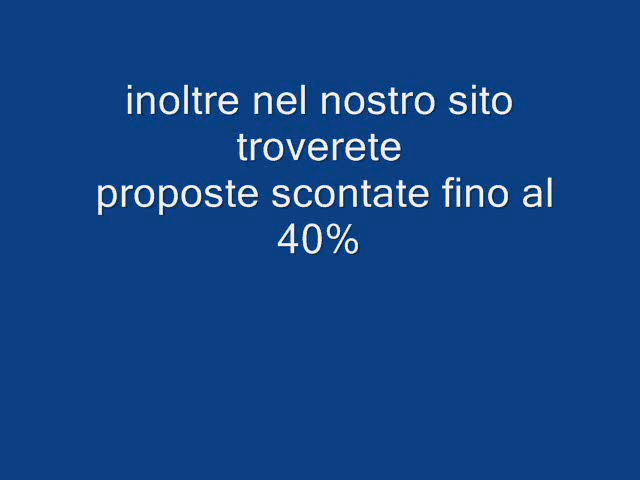 inoltre nel nostro sito
troverete
proposte scontate fino al
40%